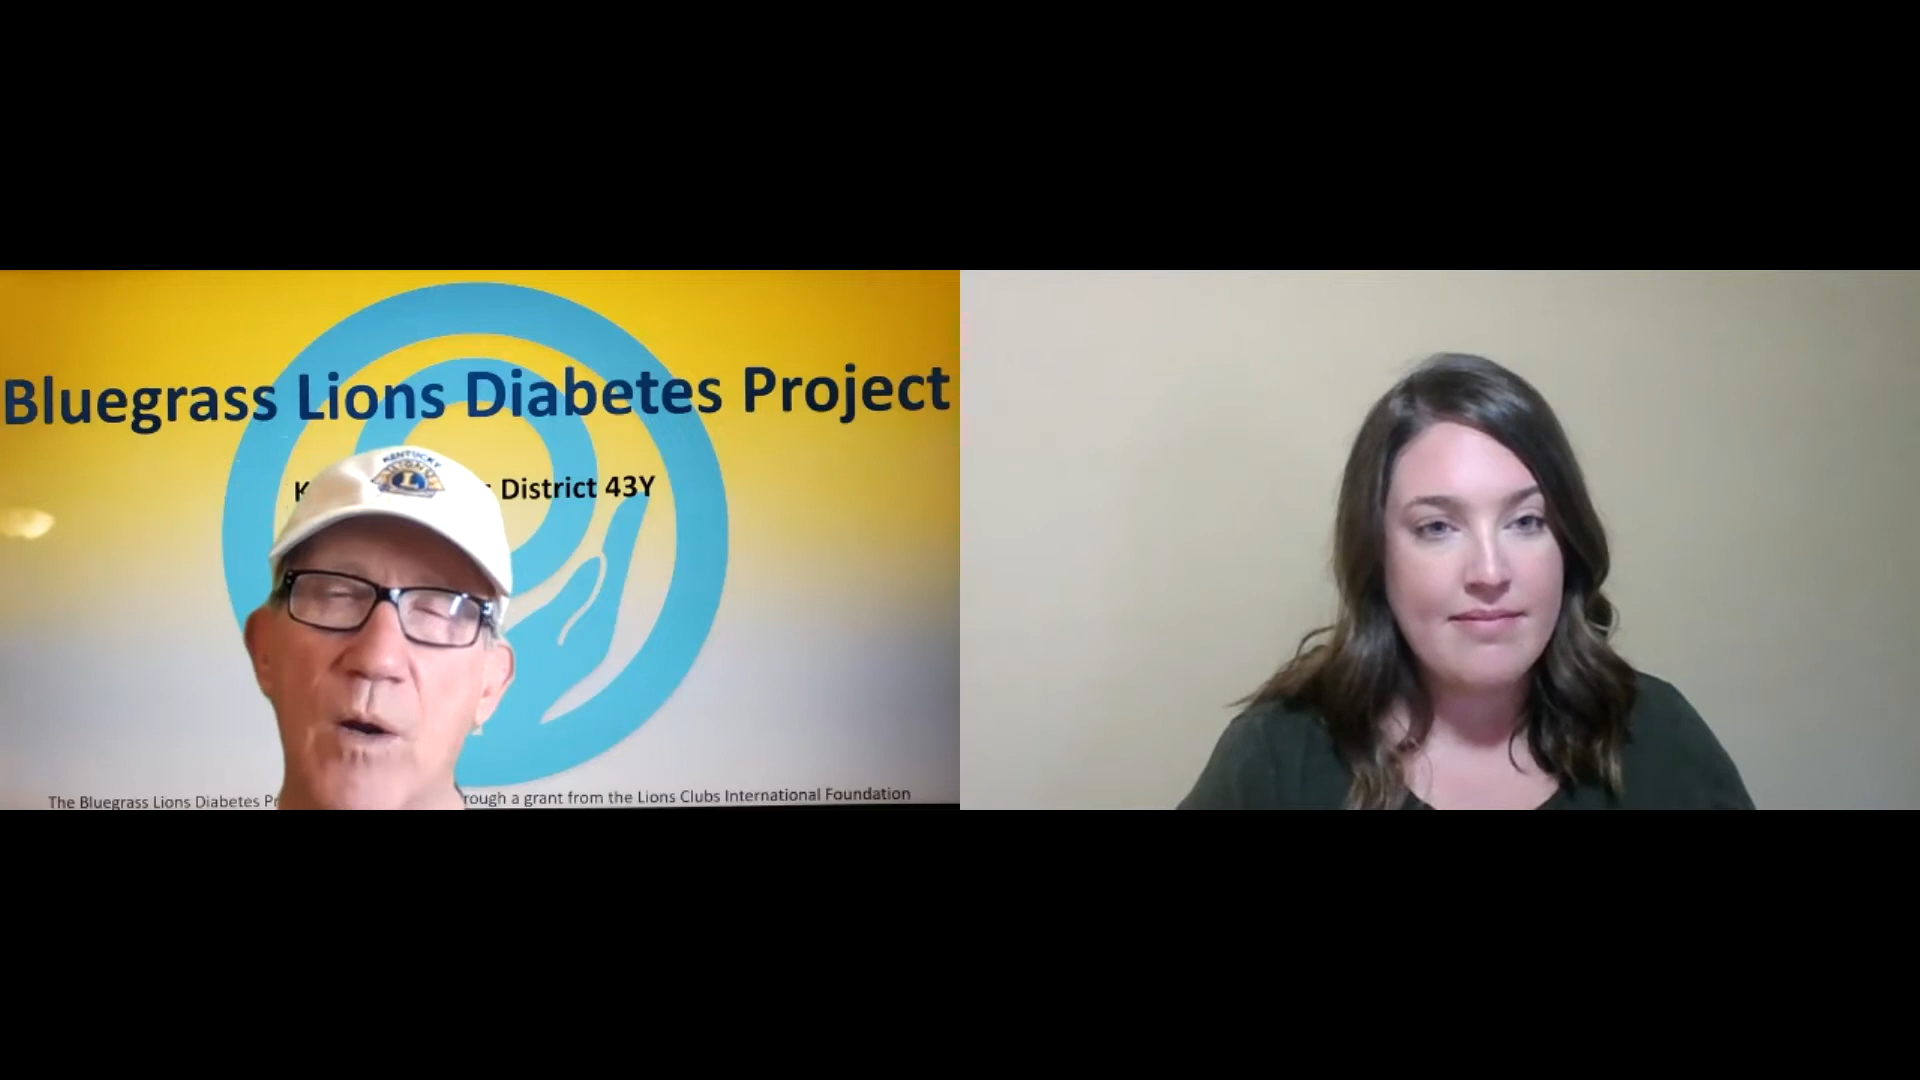 Bluegrass Lions Diabetes Project
District 43Y
KENTUCKY
LIONS
L
The Bluegrass Lions Diabetes rough a grant from the Lions Clubs International Foundation